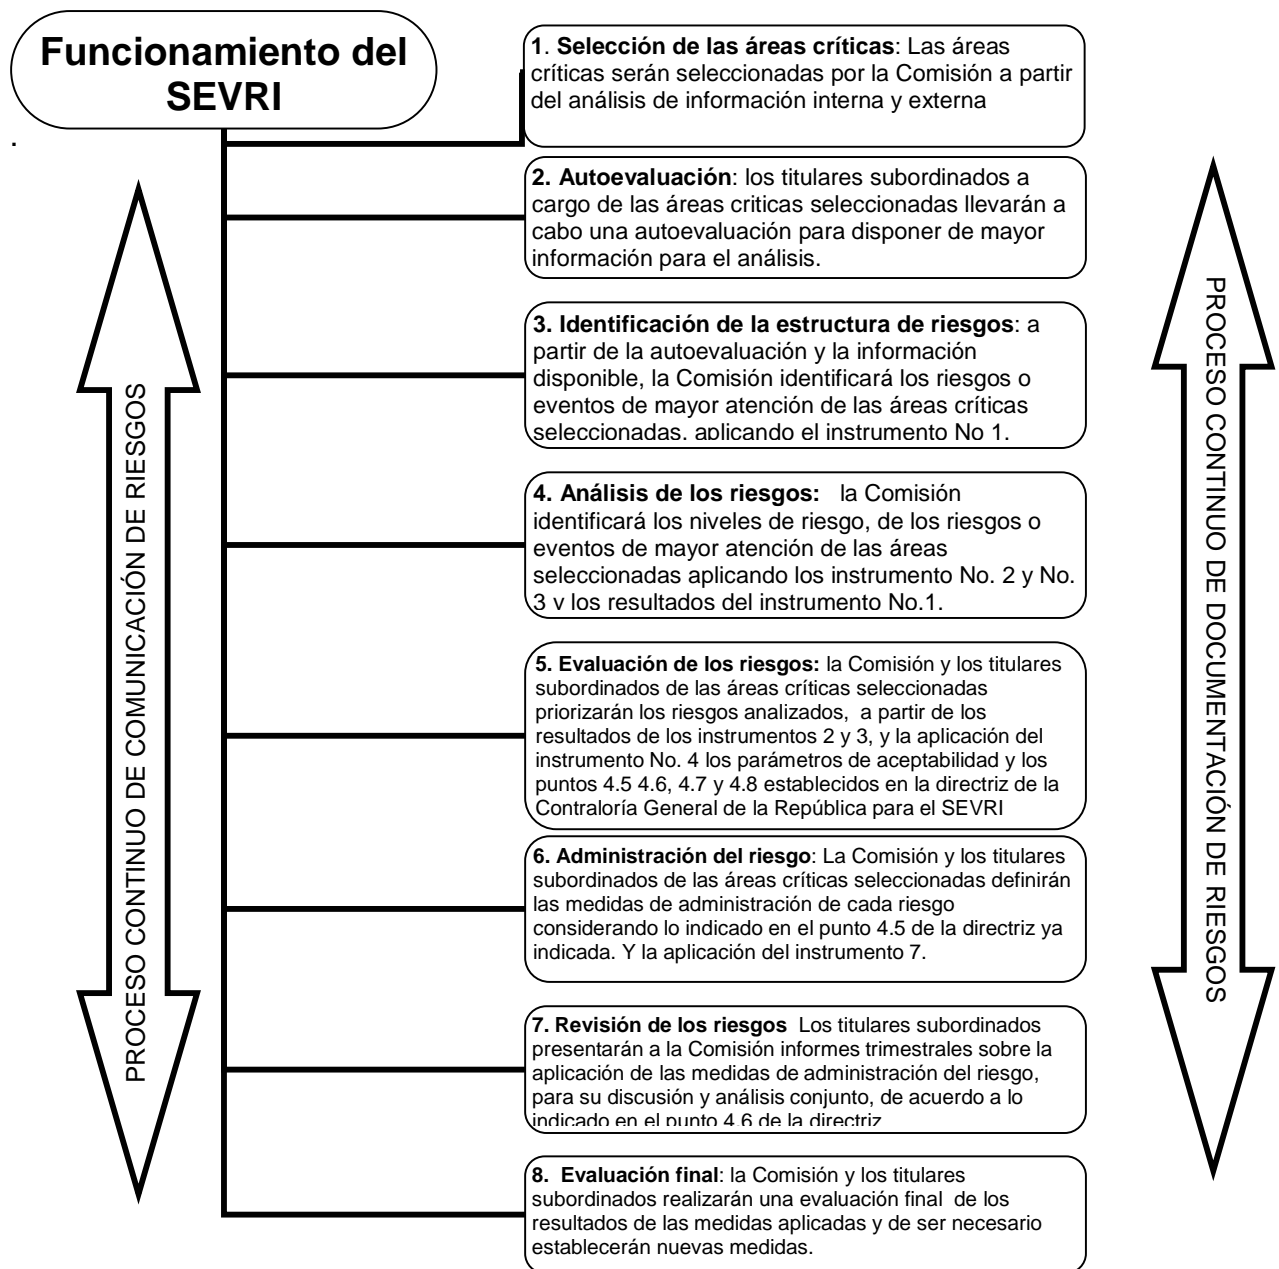 Funcionamiento del
SEVRI
.
1. Selección de las áreas críticas: Las áreas
críticas serán seleccionadas por la Comisión a partir
del análisis de información interna y externa
2. Autoevaluación: los titulares subordinados a
cargo de las áreas criticas seleccionadas llevarán a
cabo una autoevaluación para disponer de mayor
información para el análisis.
3. Identificación de la estructura de riesgos: a
partir de la autoevaluación y la información
disponible, la Comisión identificará los riesgos o
eventos de mayor atención de las áreas críticas
seleccionadas, aplicando el instrumento No 1.
4. Análisis de los riesgos: la Comisión
identificará los niveles de riesgo, de los riesgos o
eventos de mayor atención de las áreas
seleccionadas aplicando los instrumento No. 2 y No.
3 y los resultados del instrumento No.1.
5. Evaluación de los riesgos: la Comisión y los titulares
subordinados de las áreas críticas seleccionadas
priorizarán los riesgos analizados, a partir de los
resultados de los instrumentos 2 y 3, y la aplicación del
instrumento No. 4 los parámetros de aceptabilidad y los
puntos 4.5 4.6, 4.7 y 4.8 establecidos en la directriz de la
Contraloría General de la República para el SEVRI
6. Administración del riesgo: La Comisión y los titulares
subordinados de las áreas críticas seleccionadas definirán
las medidas de administración de cada riesgo
considerando lo indicado en el punto 4.5 de la directriz ya
indicada. Y la aplicación del instrumento 7.
7. Revisión de los riesgos Los titulares subordinados
presentarán a la Comisión informes trimestrales sobre la
aplicación de las medidas de administración del riesgo,
para su discusión y análisis conjunto, de acuerdo a lo
indicado en el punto 4.6 de la directriz
8. Evaluación final: la Comisión y los titulares
subordinados realizarán una evaluación final de los
resultados de las medidas aplicadas y de ser necesario
establecerán nuevas medidas.
PROCESO CONTINUO DE COMUNICACIÓN DE RIESGOS
PROCESO CONTINUO DE DOCUMENTACIÓN DE RIESGOS